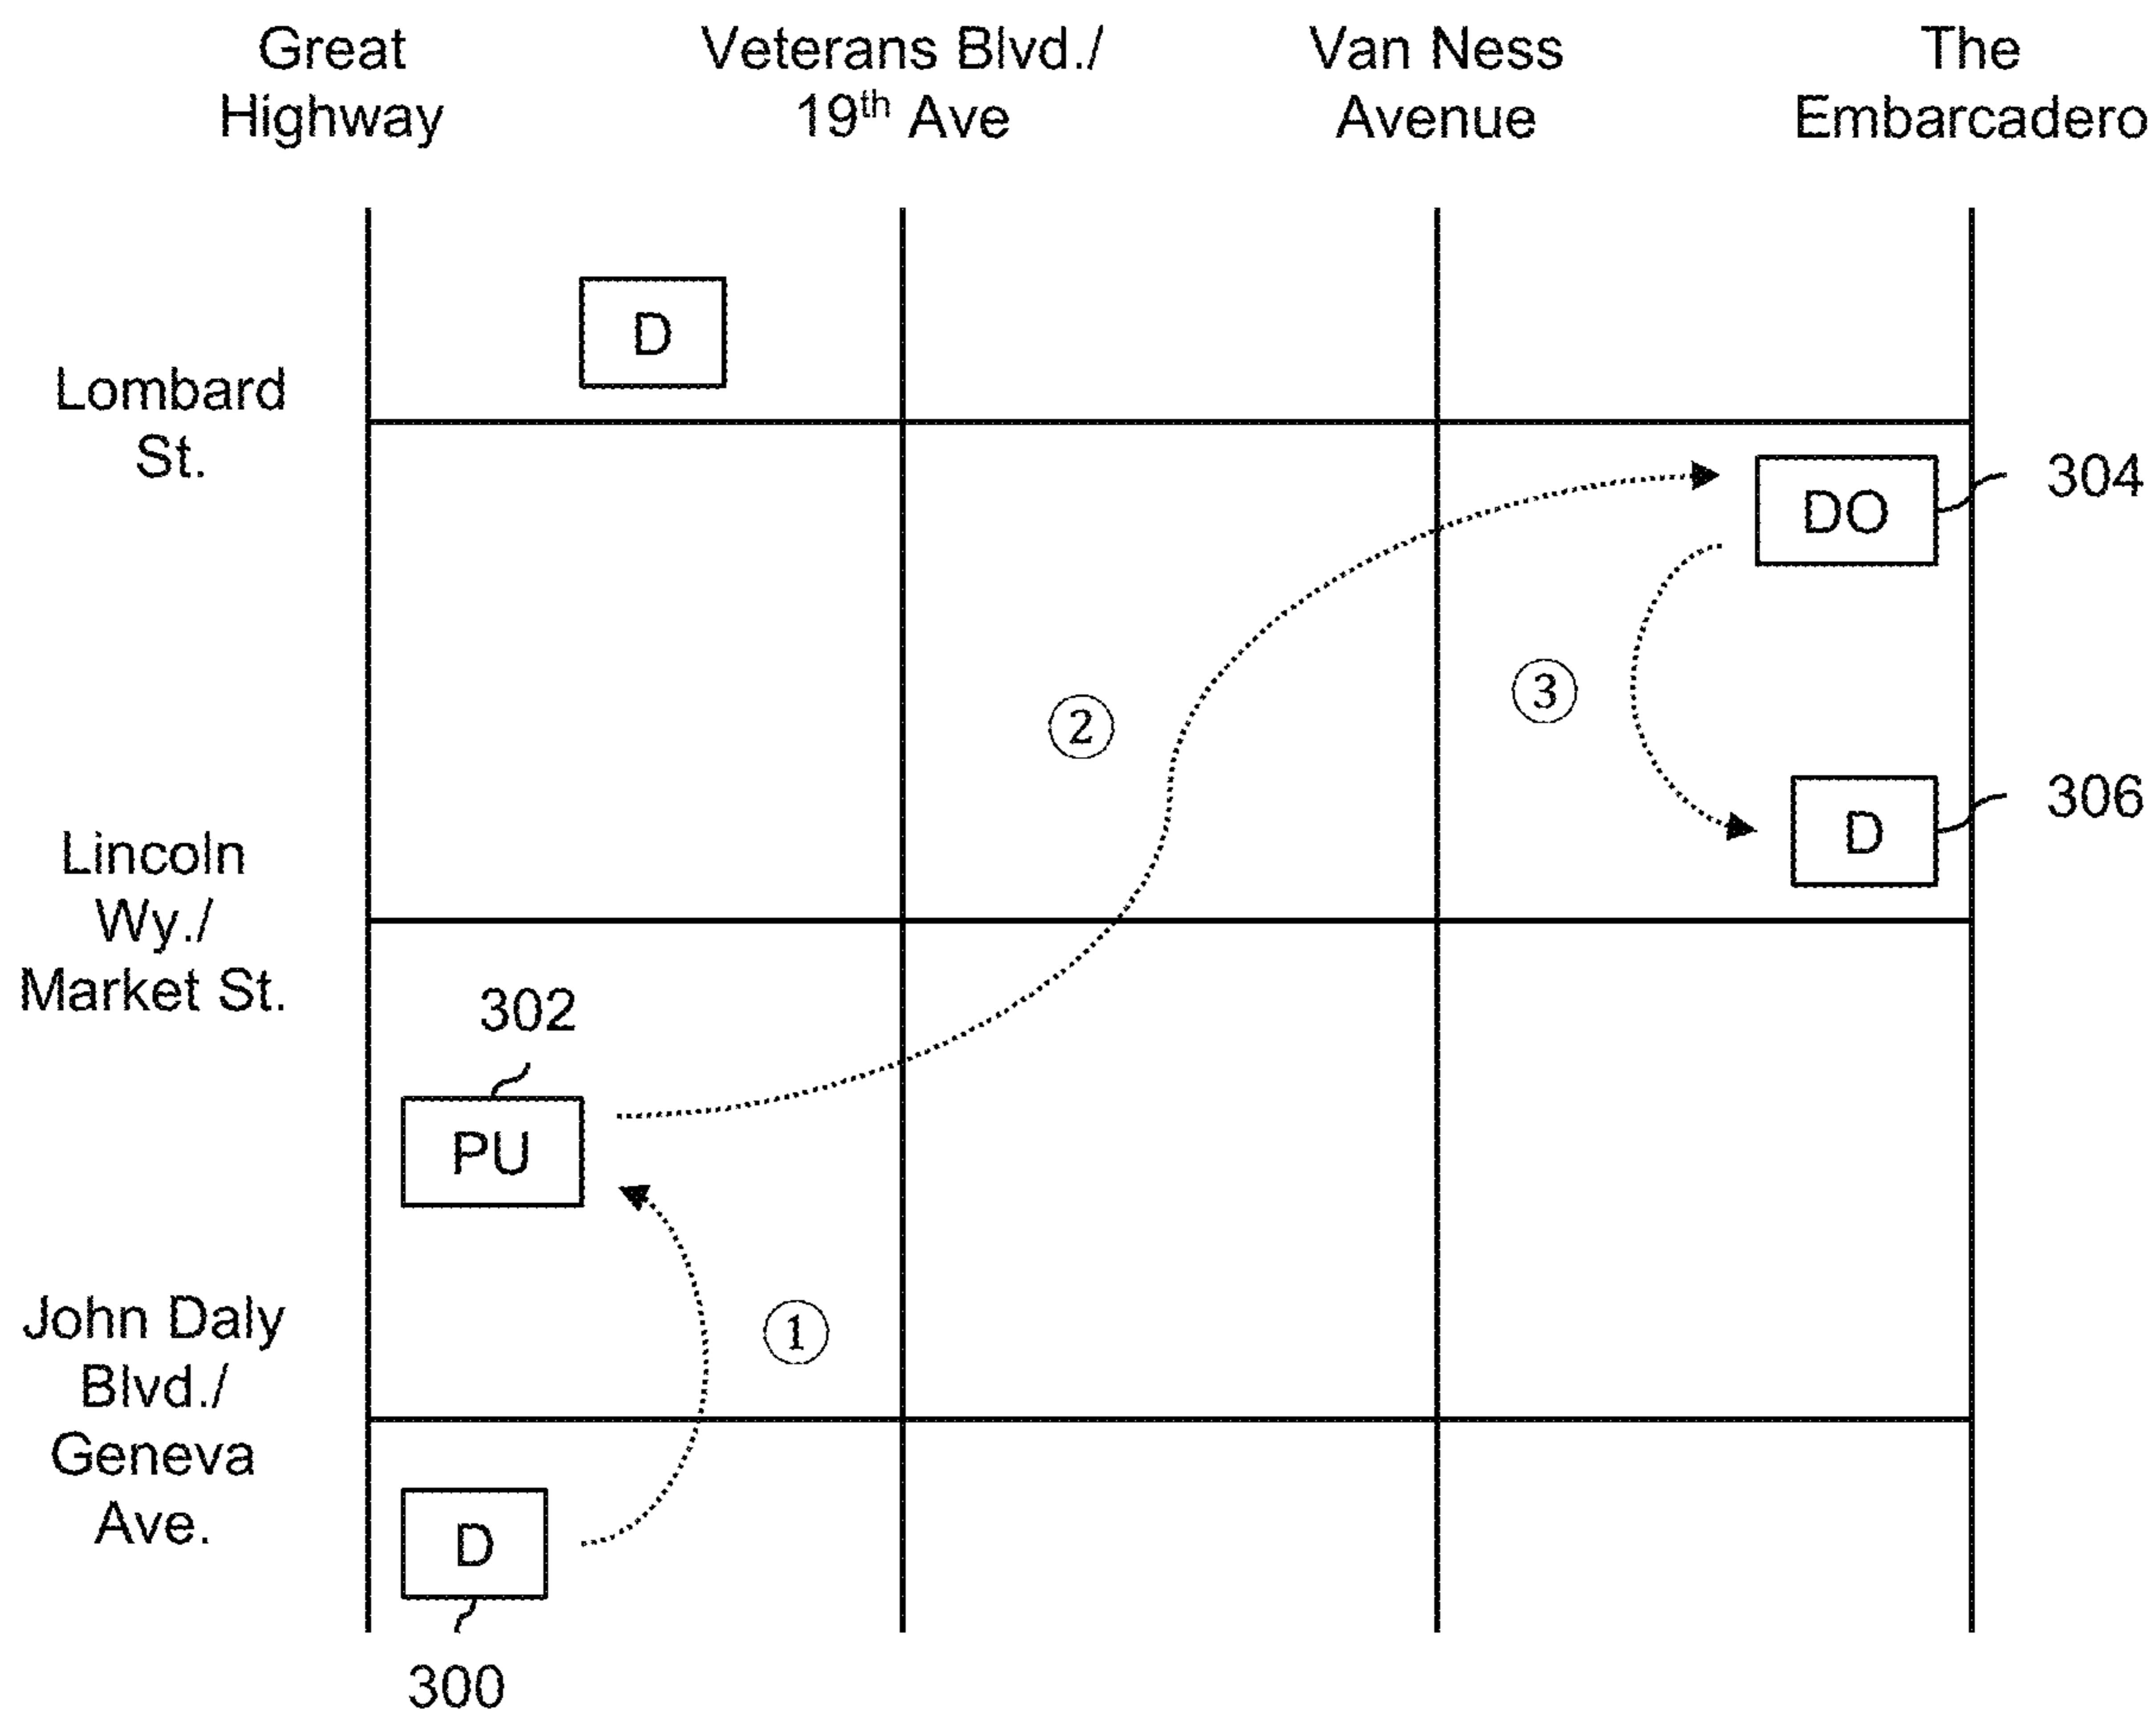 Great
Highway
Veterans Blvd./
19th Ave
Van Ness
Avenue
The
Embarcadero
D
Lombard
St.
DO
304
2
3
D
306
Lincoln
Wy./
Market St.
302
PU
1
John Daly
Blvd./
Geneva
Ave.
D
300